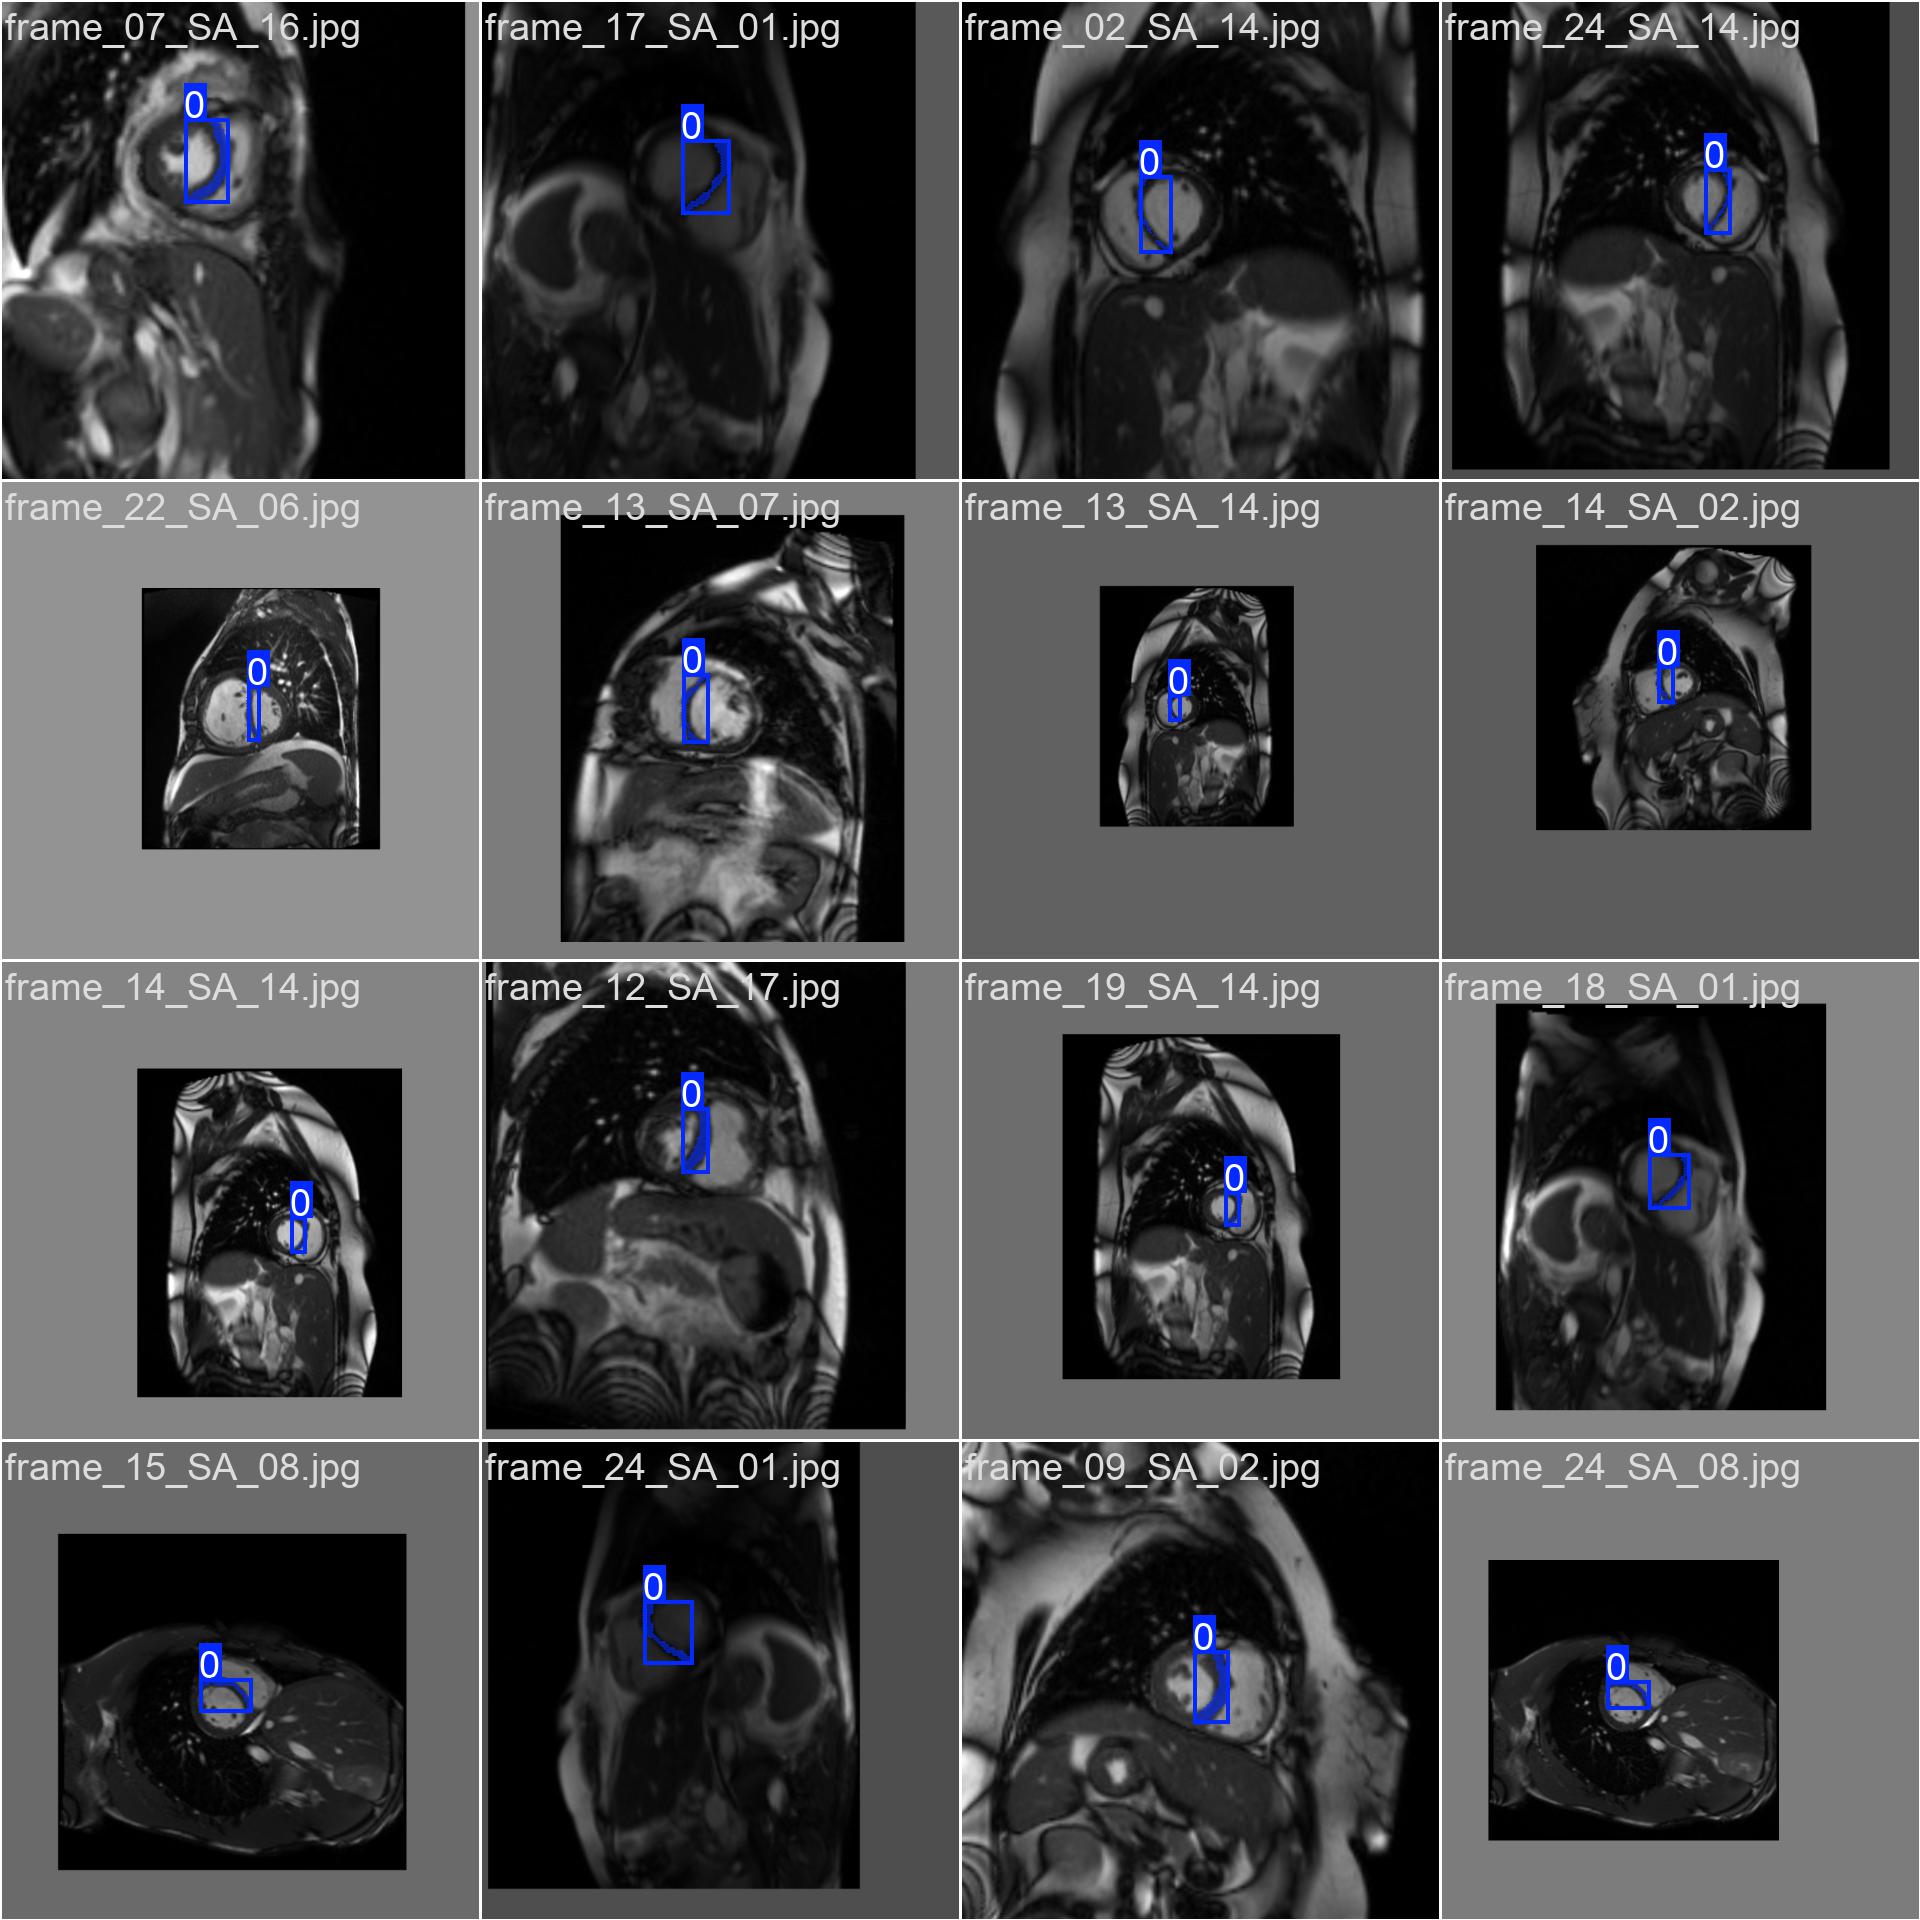 frame_07_SA_16.jpg
0
frame_17_SA_01.jpg
0
frame_02_SA_14.jpg
0
frame_24_SA_14.jpg
0
frame_22_SA_06.jpg
0
frame_13_SA_07.jpg
0
frame_13_SA_14.jpg
0
frame_14_SA_02.jpg
0
frame_14_SA_14.jpg
0
frame_12_SA_17.jpg
0
frame_19_SA_14.jpg
0
frame_18_SA_01.jpg
0
frame_15_SA_08.jpg
0
frame_24_SA_01.jpg
0
frame_09_SA_02.jpg
0
frame_24_SA_08.jpg
0